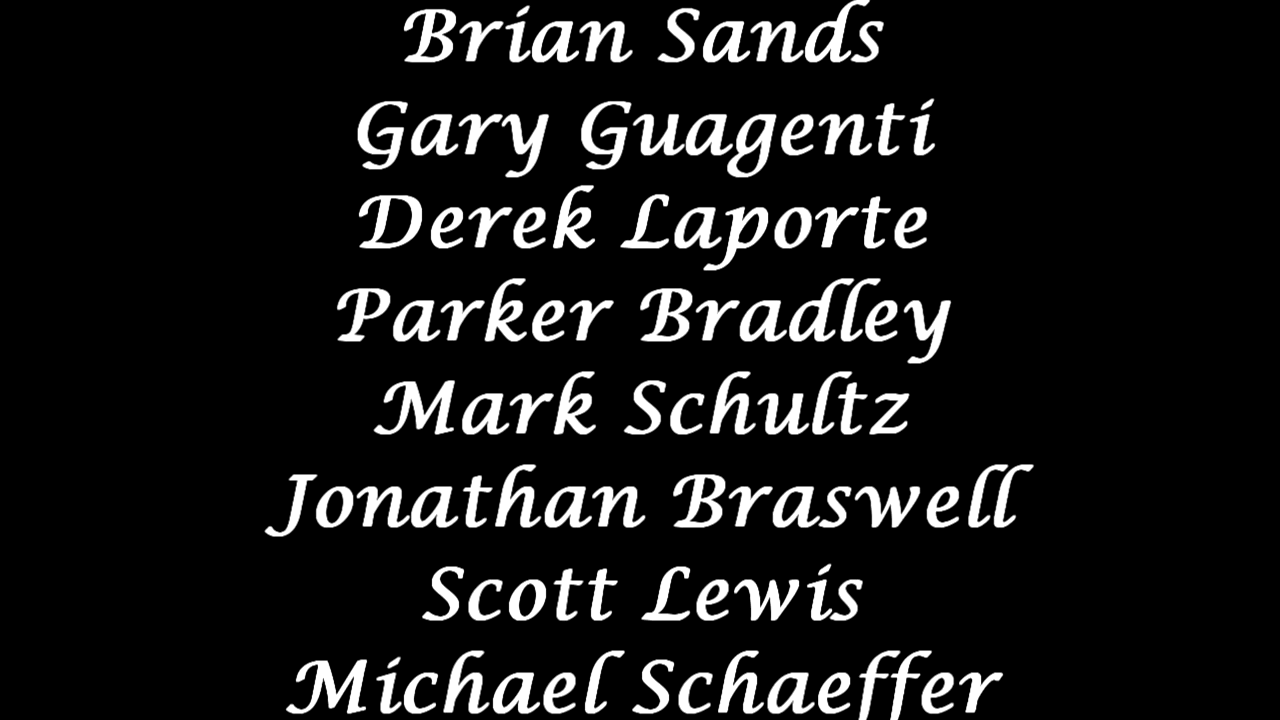 Brian Sands
Gary Guagenti
Derek Laporte
Parker Bradley
Mark Schultz
Jonathan Braswell
Scott Lewis
Michael Schaeffer